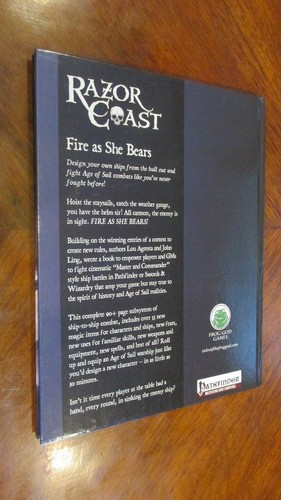 RAZOR
COAST
Fire as She Bears
Design your own ships from the hull out and
fight Age of Sail combats like you've never
fought before!
Hoist the staysails, catch the weather gauge,
you have the helm sir! All cannon, the enemy is
in sight. FIRE AS SHE BEARS!
Building on the winning entries of a contest to
create new rules, authors Lou Agresta and John
Ling, wrote a book to empower players and GMs
to fight cinematic "Master and Commander"
style ship battles in Pathfinder or Swords &
Wizardry that amp your game but stay true to
the spirit of history and Age of Sail realities.
This complete 90+ page subsystem of
ship-to-ship combat, includes over 9 new
magic items for characters and ships, new feats,
new uses for familiar skills, new weapons and
equipment, new spells, and best of all? Roll
up and equip an Age of Sail warship just like
you'd design a new character – in as little as
10 minutes.
Isn't it time every player at the table had a
hand, every round, in sinking the enemy ship?
FROG GOD
GAMES
PATHFINDER